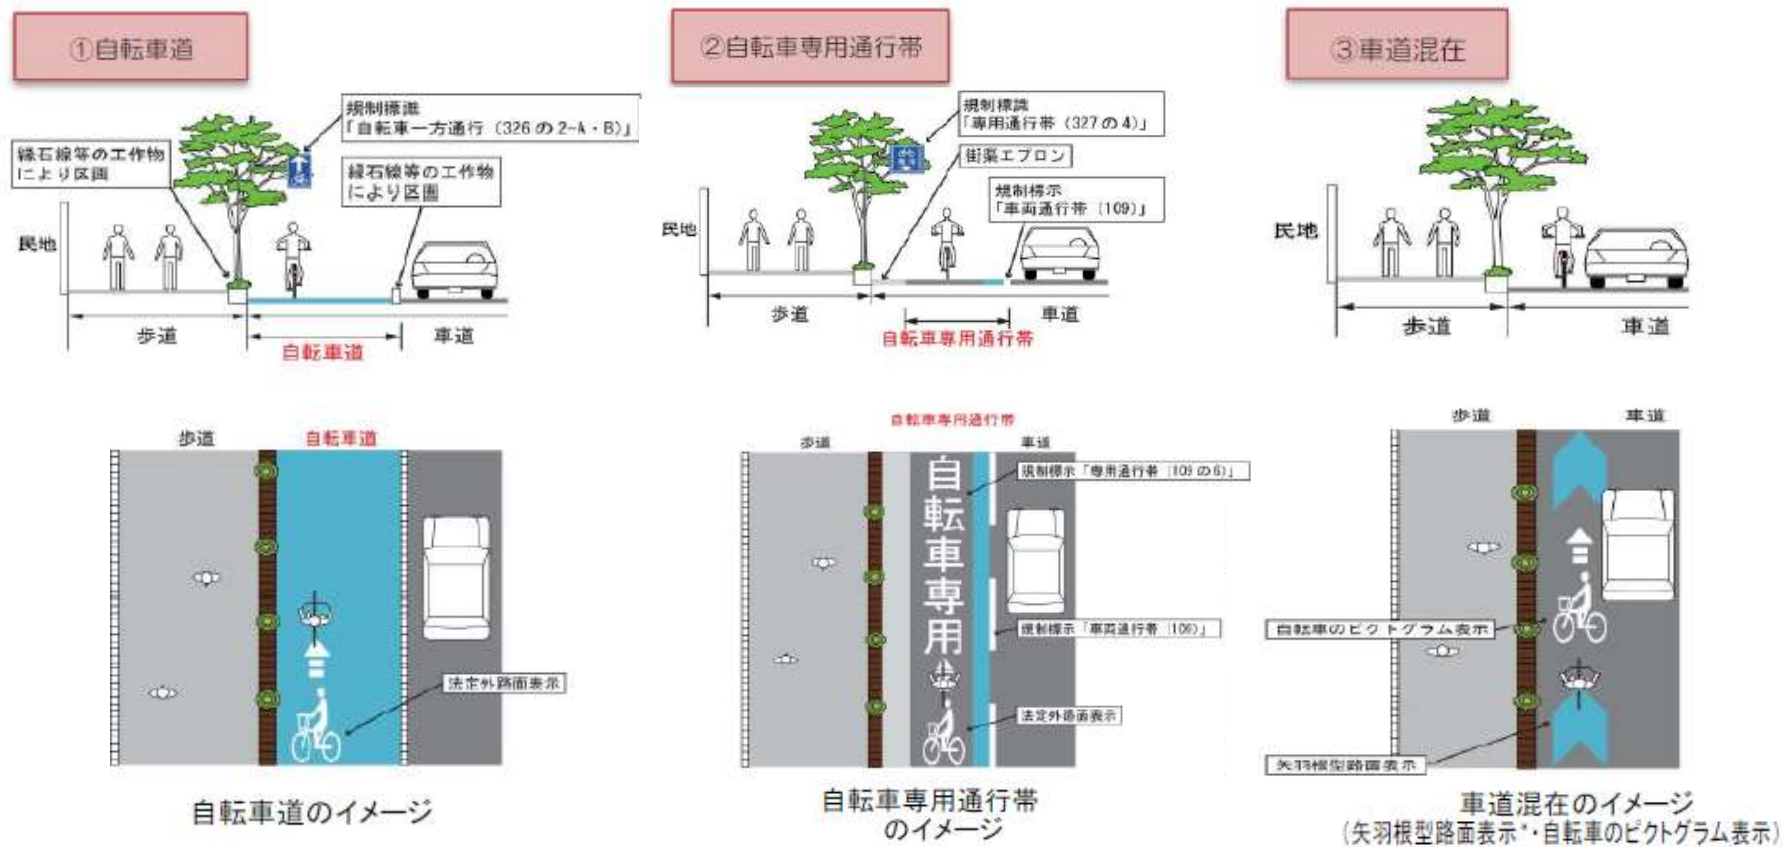 ①自転車道
規制標識
「自転車一方通行（326の2-A・B）」
縁石線等の工作物
により区画
縁石線等の工作物
により区画
民地
歩道
自転車道
車道
歩道
自転車道
法定外路面表示
自転車道のイメージ
②自転車専用通行帯
規制標識
「専用通行帯（327の4）」
街渠エプロン
規制標示
「車両通行帯（109）」
民地
歩道
車道
自転車専用通行帯
自転車専用通行帯
歩道
車道
自転車専用
規制標示「専用通行帯（109の6）」
規制標示「車両通行帯（109）」
法定外路面表示
自転車専用通行帯
のイメージ
③車道混在
民地
歩道
車道
歩道
車道
自転車のピクトグラム表示
矢羽根型路面表示
車道混在のイメージ
（矢羽根型路面表示*・自転車のピクトグラム表示）